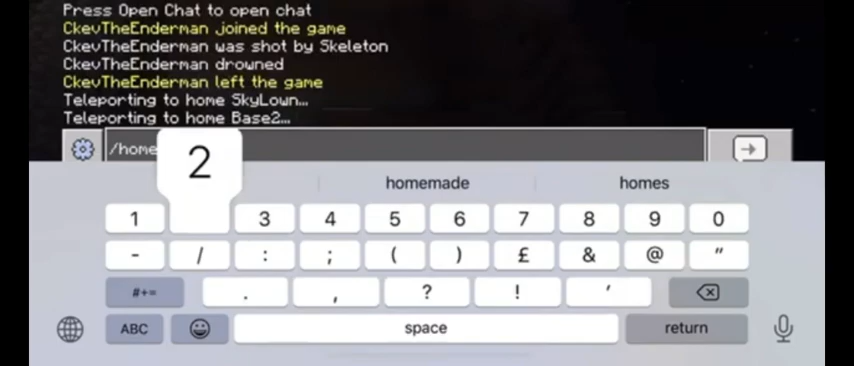 Press Open Chat to open chat
CkevTheEnderman joined the game
CkevTheEnderman was shot by Skeleton
CkevTheEnderman drowned
CkevTheEnderman left the game
Teleporting to home SkyLown...
Teleporting to home Base2...
/home
2
homemade homes
1 3 4 5 6 7 8 9 0
- / : ; ( ) £ & @ "
#+= . , ? ! '
ABC space return